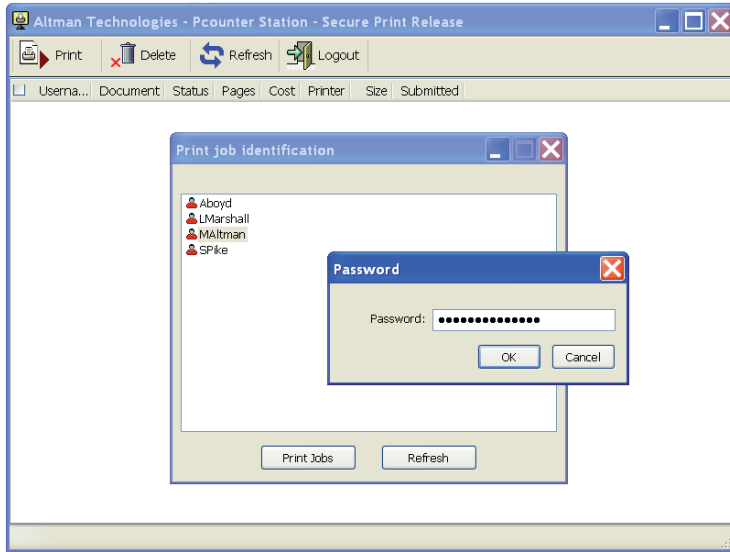 Altman Technologies - Pcounter Station - Secure Print Release
Print Delete Refresh Logout
Userna... Document Status Pages Cost Printer Size Submitted
Print job identification
Aboyd
LMarshall
MAltman
SPike
Password
Password: ●●●●●●●●●●●●●●
OK Cancel
Print Jobs Refresh